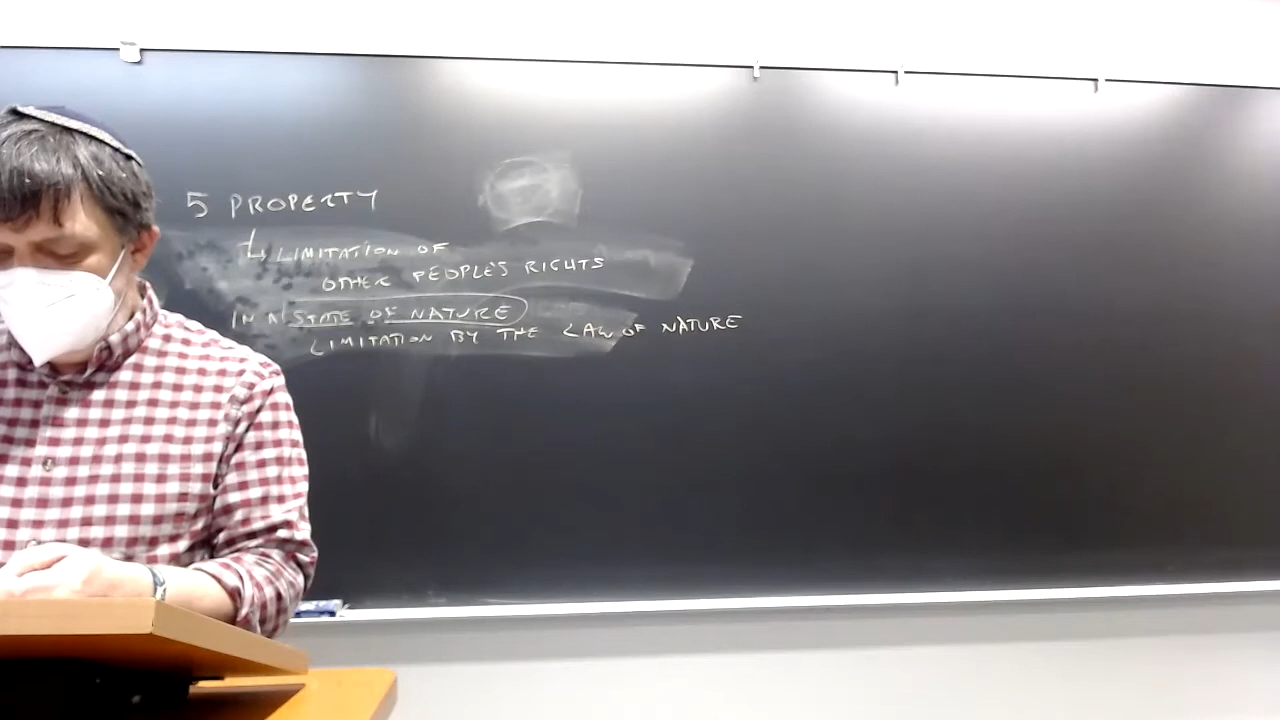 5 PROPERTY
↳ LIMITATION OF
OTHER PEOPLE'S RIGHTS
IN A STATE OF NATURE
LIMITATION BY THE LAW OF NATURE